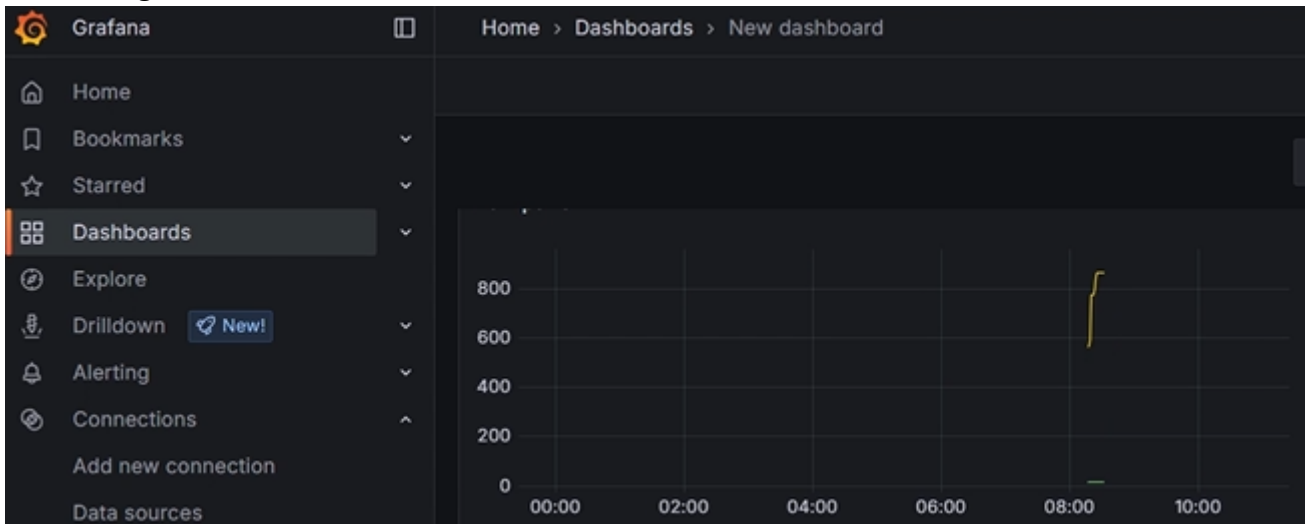 Grafana
Home > Dashboards > New dashboard
Home
Bookmarks
Starred
Dashboards
Explore
Drilldown New!
Alerting
Connections
Add new connection
Data sources
800
600
400
200
0
00:00 02:00 04:00 06:00 08:00 10:00